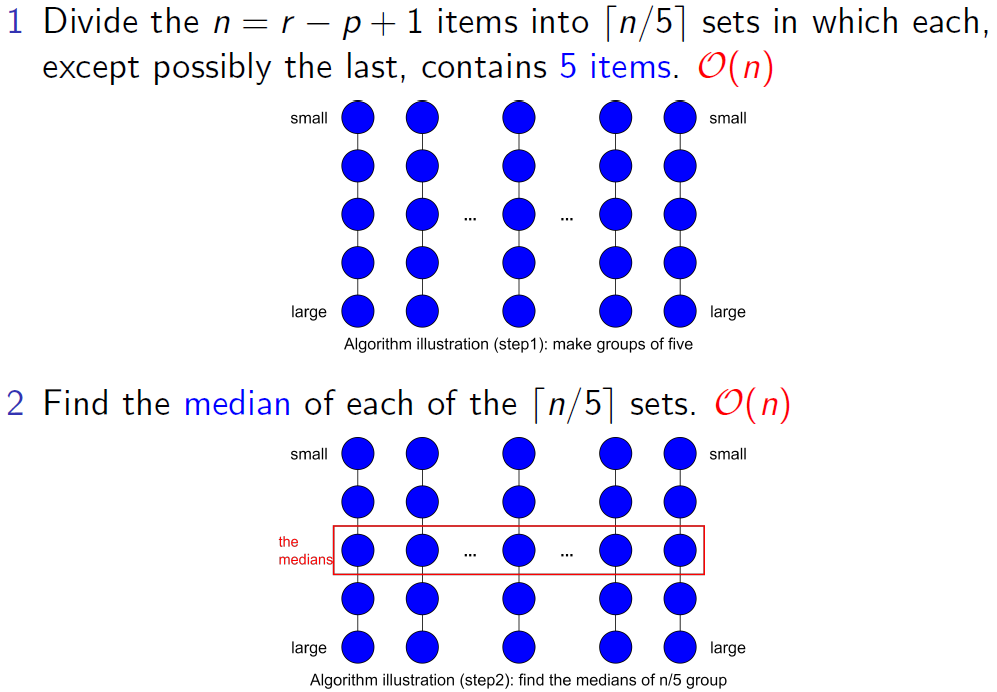 1 Divide the n = r − p + 1 items into ⌈n/5⌉ sets in which each,
except possibly the last, contains 5 items. O(n)
small small
... ...
large large
Algorithm illustration (step1): make groups of five
2 Find the median of each of the ⌈n/5⌉ sets. O(n)
small small
the
medians
... ...
large large
Algorithm illustration (step2): find the medians of n/5 group